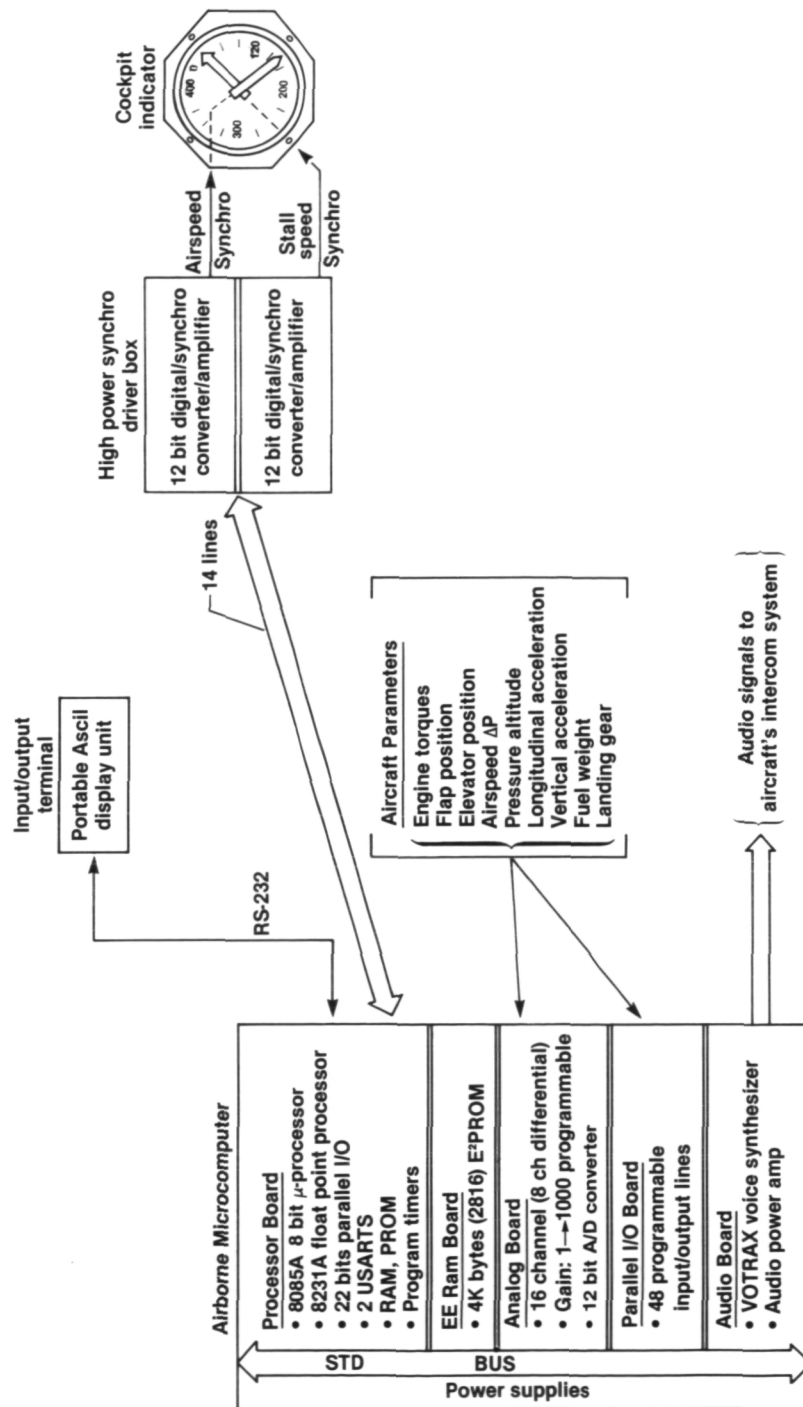 Airborne Microcomputer
Processor Board
• 8085A 8 bit μ-processor
• 8231A float point processor
• 22 bits parallel I/O
• 2 USARTS
• RAM, PROM
• Program timers
EE Ram Board
• 4K bytes (2816) E²PROM
Analog Board
• 16 channel (8 ch differential)
• Gain: 1→1000 programmable
• 12 bit A/D converter
Parallel I/O Board
• 48 programmable
input/output lines
Audio Board
• VOTRAX voice synthesizer
• Audio power amp
STD BUS
Power supplies
Input/output
terminal
Portable Ascii
display unit
RS-232
14 lines
High power synchro
driver box
12 bit digital/synchro
converter/amplifier
12 bit digital/synchro
converter/amplifier
Airspeed
Synchro
Stall
speed
Synchro
Cockpit
indicator
400
0
120
200
300
Aircraft Parameters
Engine torques
Flap position
Elevator position
Airspeed ΔP
Pressure altitude
Longitudinal acceleration
Vertical acceleration
Fuel weight
Landing gear
Audio signals to
aircraft's intercom system